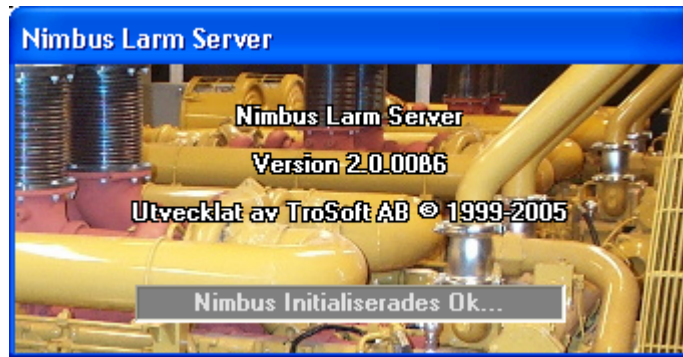 Nimbus Larm Server
Nimbus Larm Server
Version 2.0.0086
Utvecklat av TroSoft AB © 1999-2005
Nimbus Initialiserades Ok...